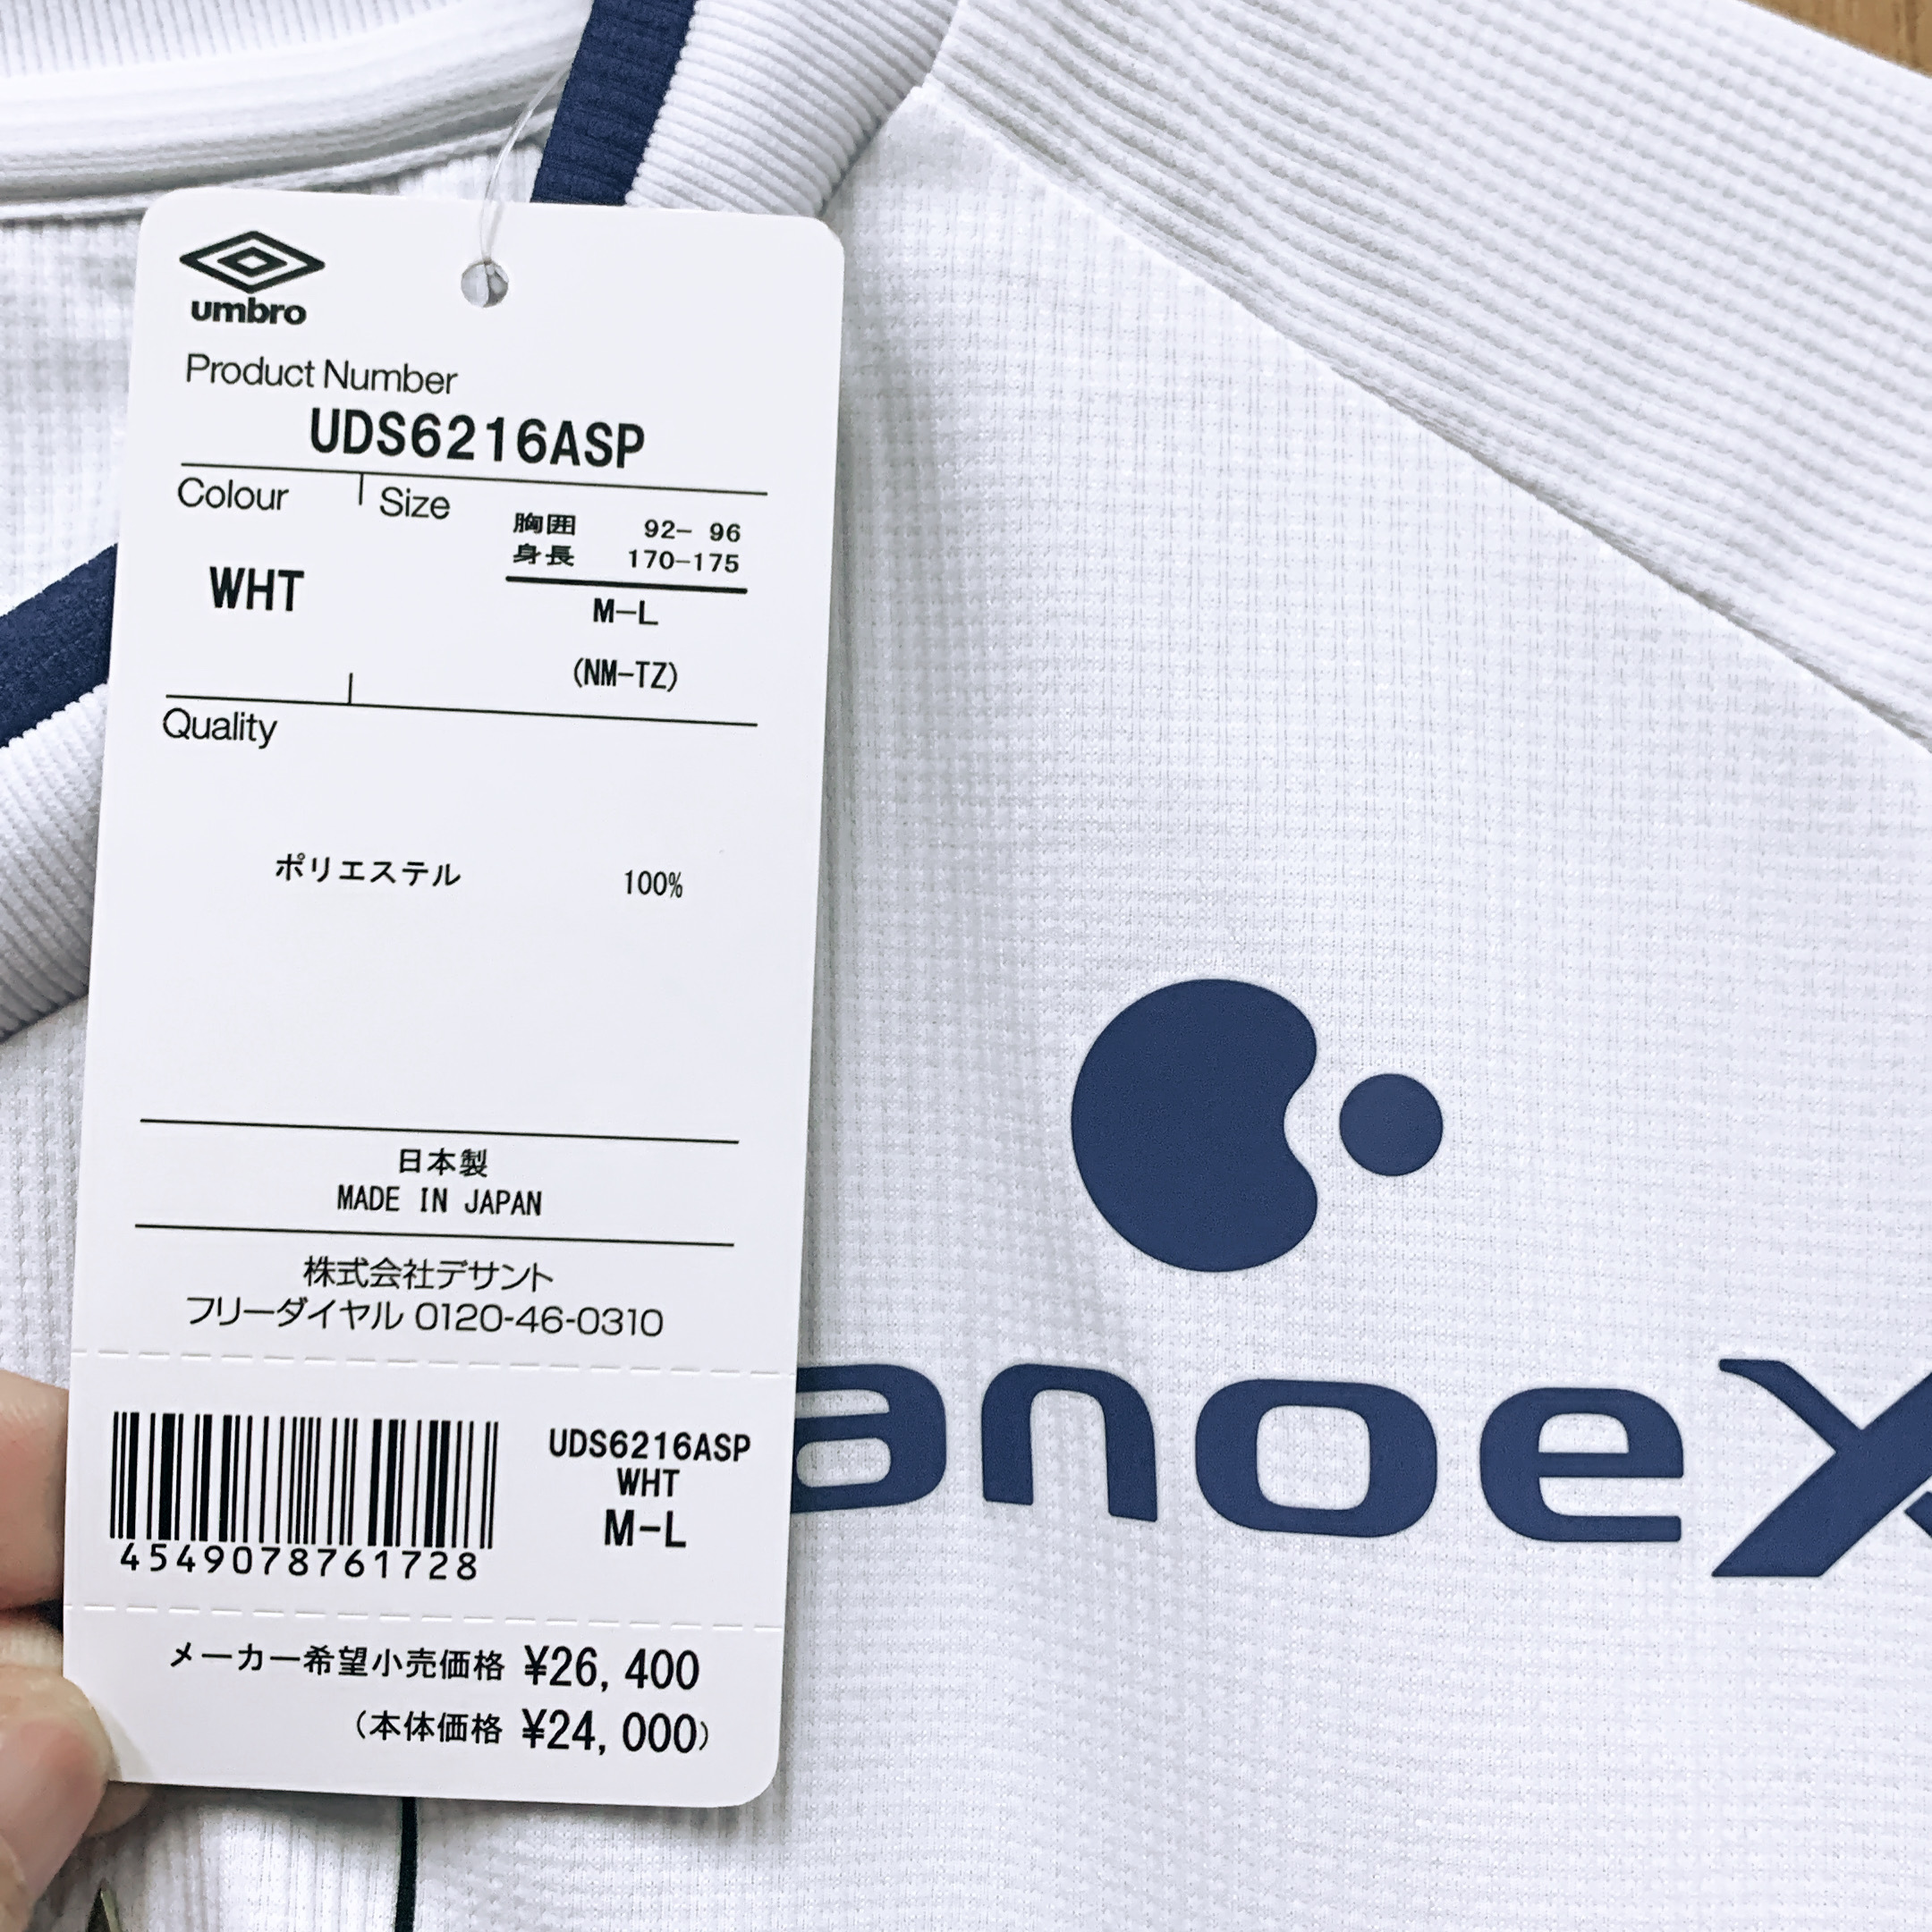 umbro
Product Number
UDS6216ASP
Colour
Size
胸囲 92- 96
身長 170-175
WHT
M-L
(NM-TZ)
Quality
ポリエステル 100%
日本製
MADE IN JAPAN
株式会社デサント
フリーダイヤル 0120-46-0310
UDS6216ASP
WHT
M-L
4549078761728
メーカー希望小売価格 ¥26,400
(本体価格 ¥24,000)
anoeX